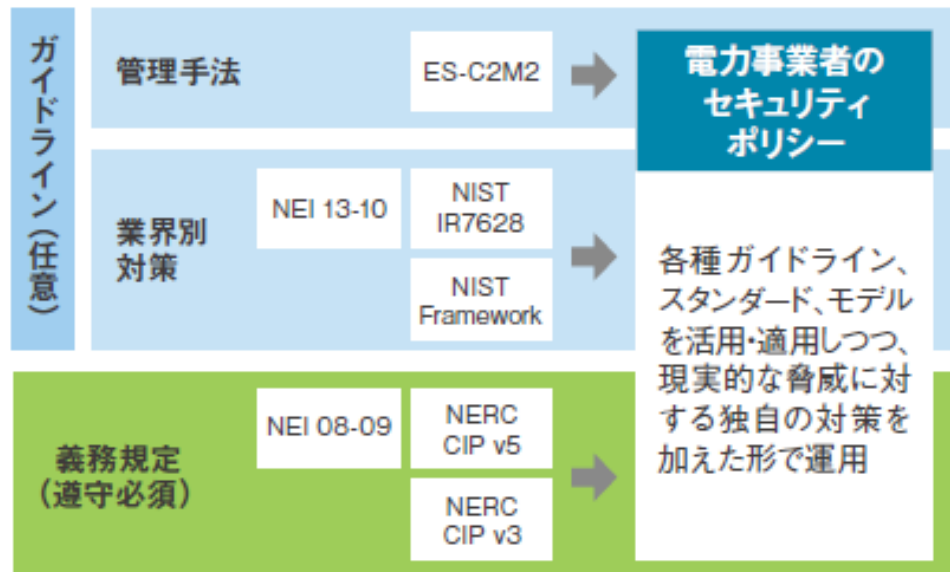 ガイドライン（任意）
管理手法
ES-C2M2
業界別
対策
NEI 13-10
NIST
IR7628
NIST
Framework
義務規定
（遵守必須）
NEI 08-09
NERC
CIP v5
NERC
CIP v3
電力事業者の
セキュリティ
ポリシー
各種ガイドライン、
スタンダード、モデル
を活用・適用しつつ、
現実的な脅威に対
する独自の対策を
加えた形で運用